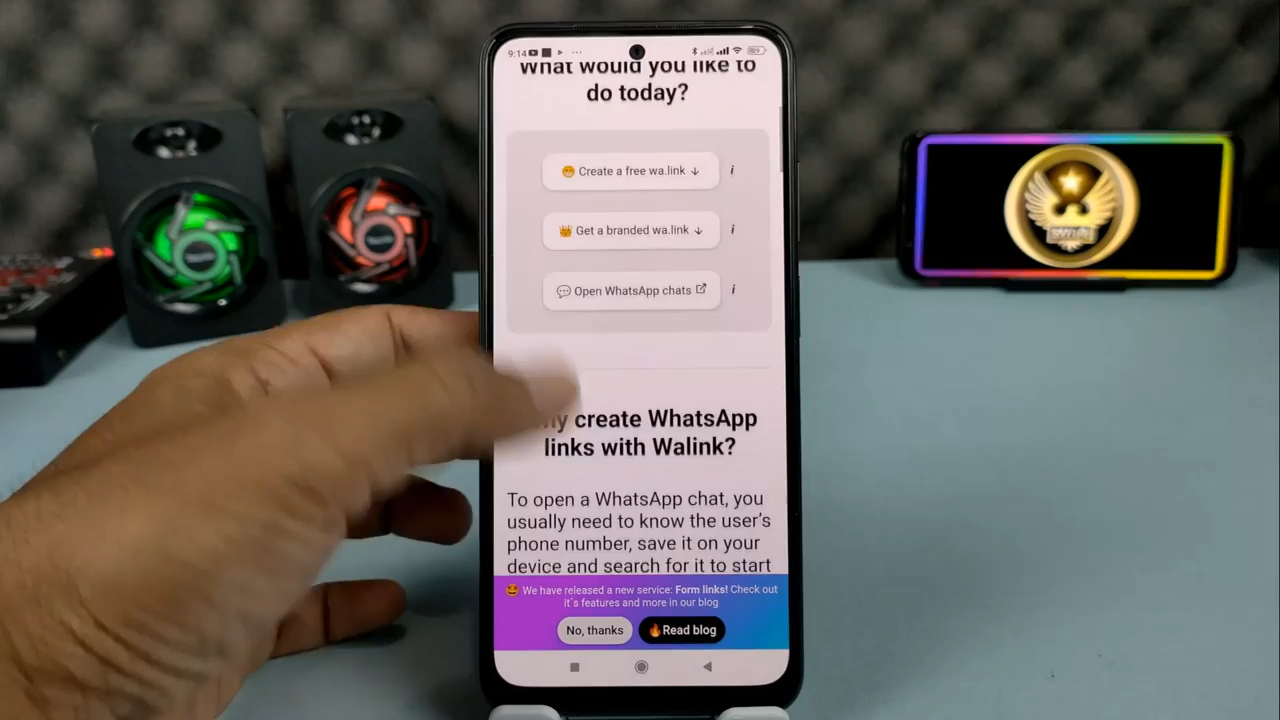 9:14
What would you like to
do today?
😁 Create a free wa.link ↓
👑 Get a branded wa.link ↓
💬 Open WhatsApp chats
create WhatsApp
links with Walink?
To open a WhatsApp chat, you
usually need to know the user's
phone number, save it on your
device and search for it to start
🤩 We have released a new service: Form links! Check out
it´s features and more in our blog
No, thanks
🔥Read blog